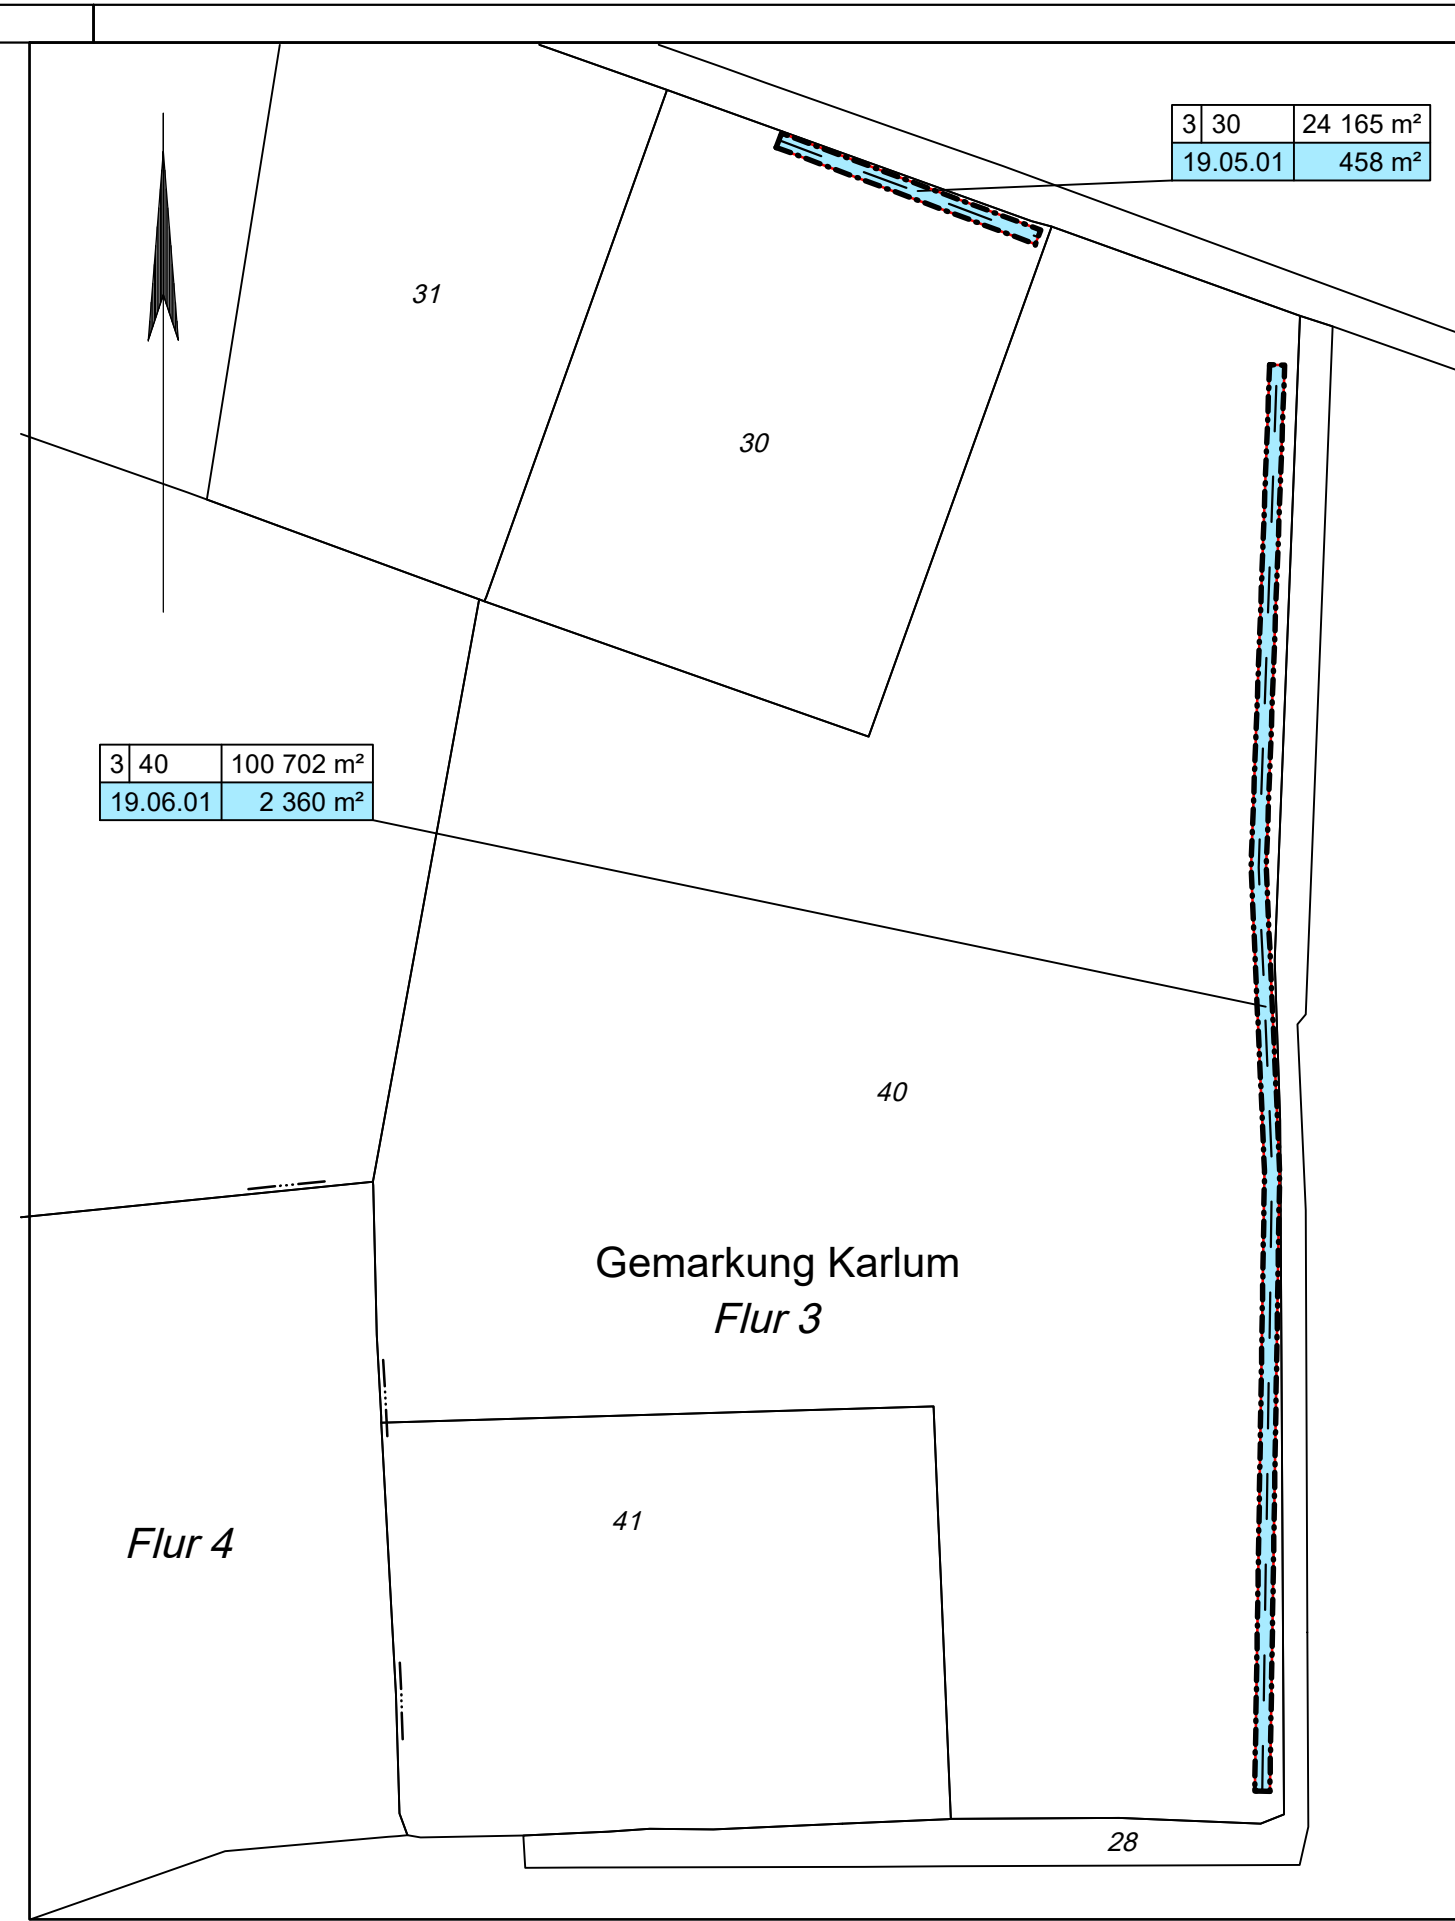 3 30 24 165 m²
19.05.01 458 m²
31
30
3 40 100 702 m²
19.06.01 2 360 m²
40
Gemarkung Karlum
Flur 3
41
Flur 4
28